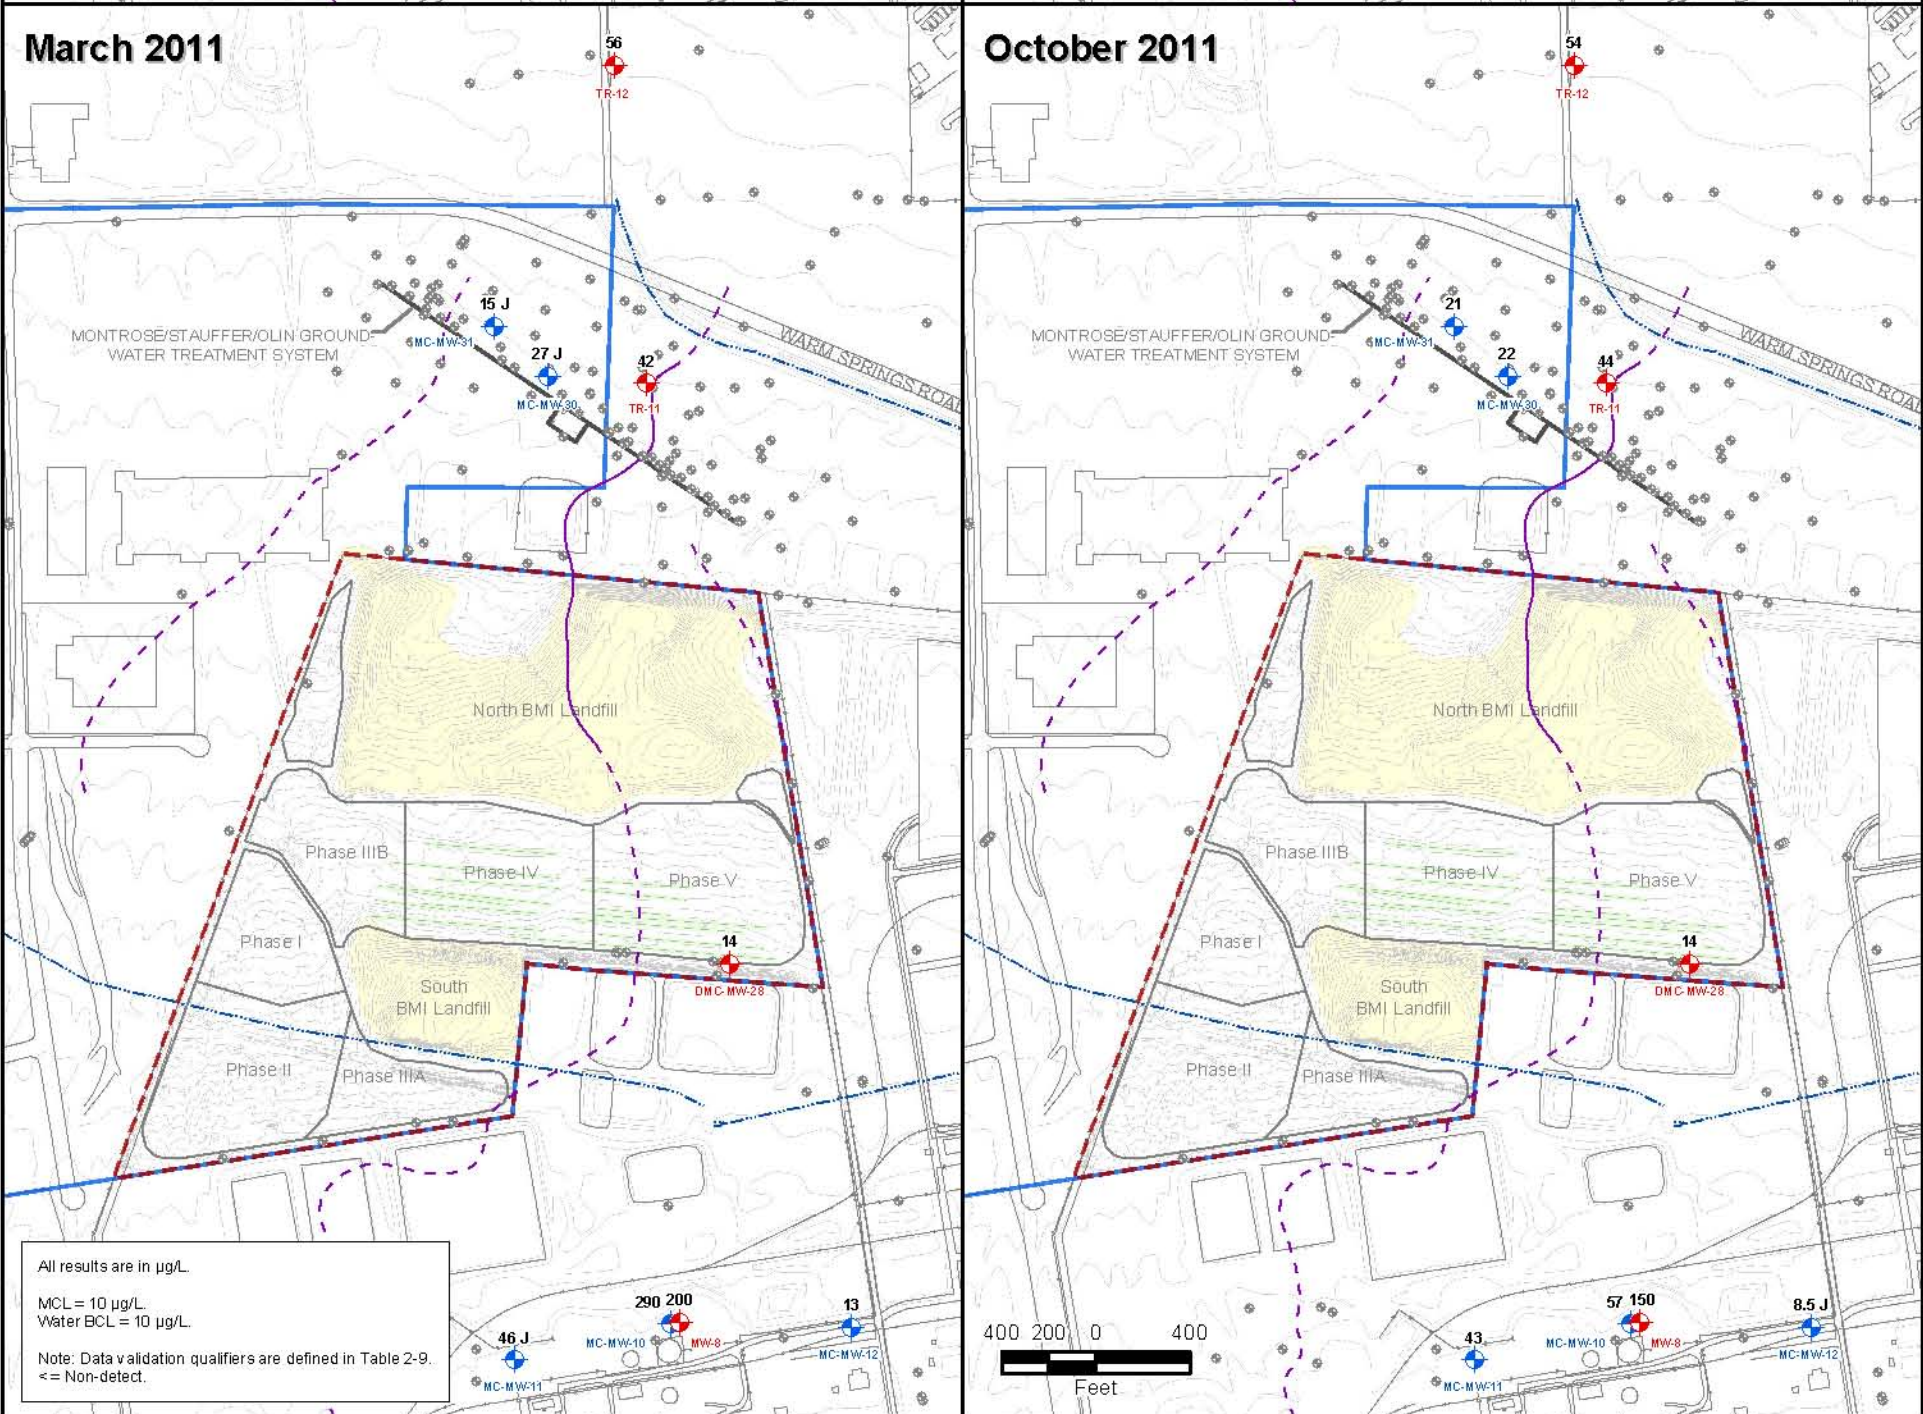 March 2011
56
TR-12
15 J
MONTROSE/STAUFFER/OLIN GROUND-
WATER TREATMENT SYSTEM
MC-MW-31
27 J
MC-MW-30
42
TR-11
WARM SPRINGS ROAD
North BMI Landfill
Phase IIIB
Phase IV
Phase V
Phase I
14
DMC-MW-28
South
BMI Landfill
Phase II
Phase IIIA
All results are in µg/L.
MCL = 10 µg/L.
Water BCL = 10 µg/L.
Note: Data validation qualifiers are defined in Table 2-9.
< = Non-detect.
290 200
MC-MW-10
MW-8
13
MC-MW-12
46 J
MC-MW-11
October 2011
54
TR-12
21
MONTROSE/STAUFFER/OLIN GROUND-
WATER TREATMENT SYSTEM
MC-MW-31
22
MC-MW-30
44
TR-11
WARM SPRINGS ROAD
North BMI Landfill
Phase IIIB
Phase IV
Phase V
Phase I
14
DMC-MW-28
South
BMI Landfill
Phase II
Phase IIIA
57 150
MC-MW-10
MW-8
8.5 J
MC-MW-12
43
MC-MW-11
400 200 0 400
Feet